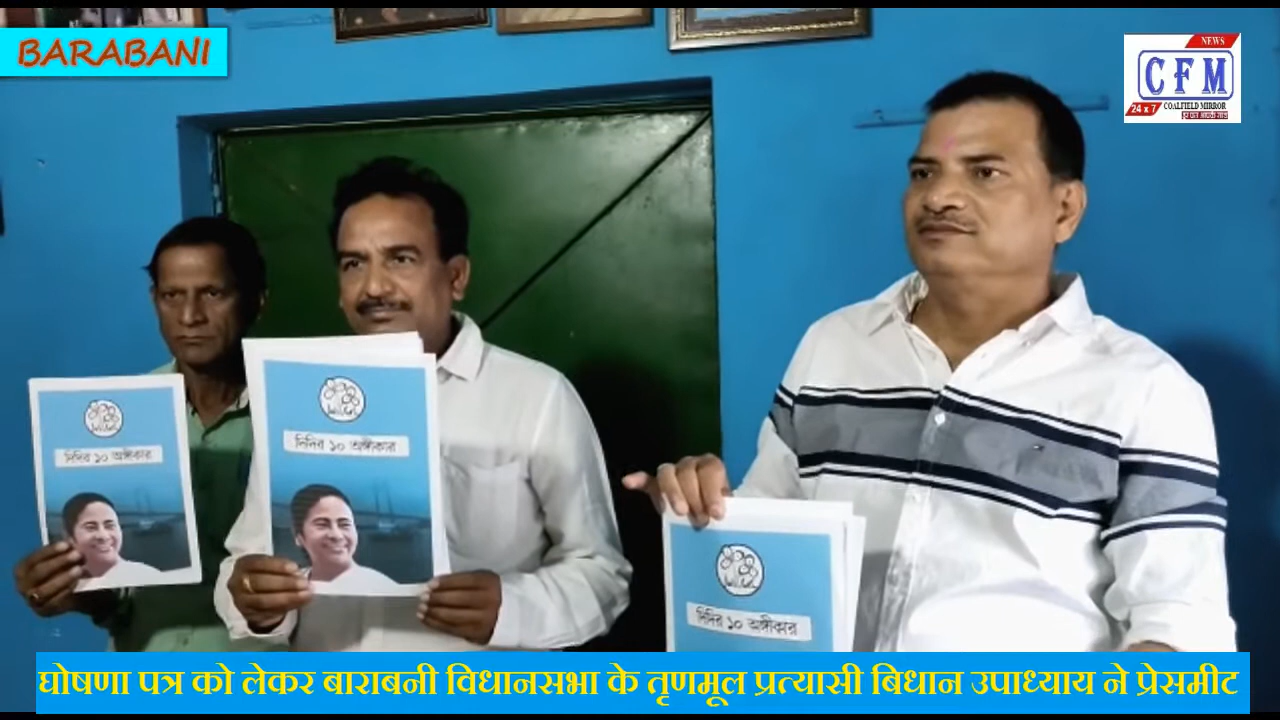 BARABANI
NEWS
C F M
24 x 7
COALFIELD MIRROR
দিদির ১০ অঙ্গীকার
দিদির ১০ অঙ্গীকার
দিদির ১০ অঙ্গীকার
घोषणा पत्र को लेकर बाराबनी विधानसभा के तृणमूल प्रत्यासी बिधान उपाध्याय ने प्रेसमीट